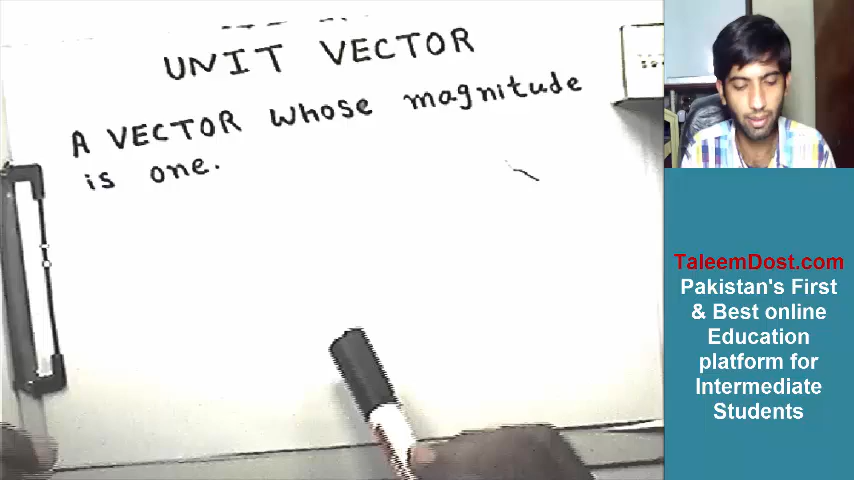 UNIT VECTOR
A VECTOR whose magnitude
is one.
TaleemDost.com
Pakistan's First
& Best online
Education
platform for
Intermediate
Students